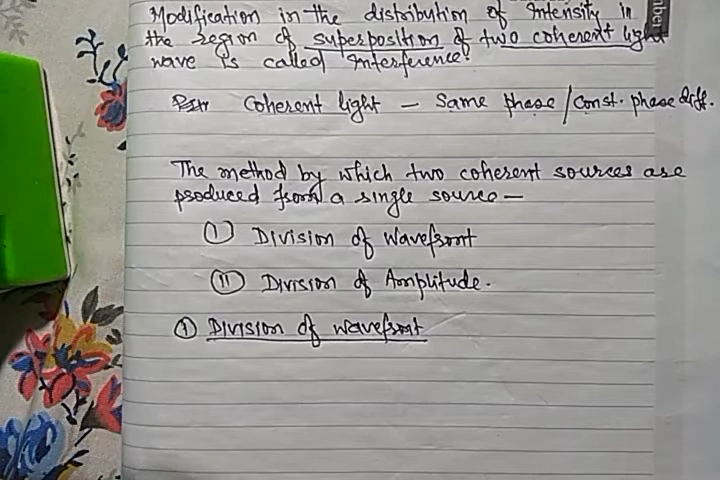 Modification in the distribution of Intensity in
the region of superposition of two coherent light
wave is called Interference.
Coherent light – Same phase / Const. phase diff.
The method by which two coherent sources are
produced from a single source –
(I) Division of Wavefront
(II) Division of Amplitude.
(I) Division of wavefront